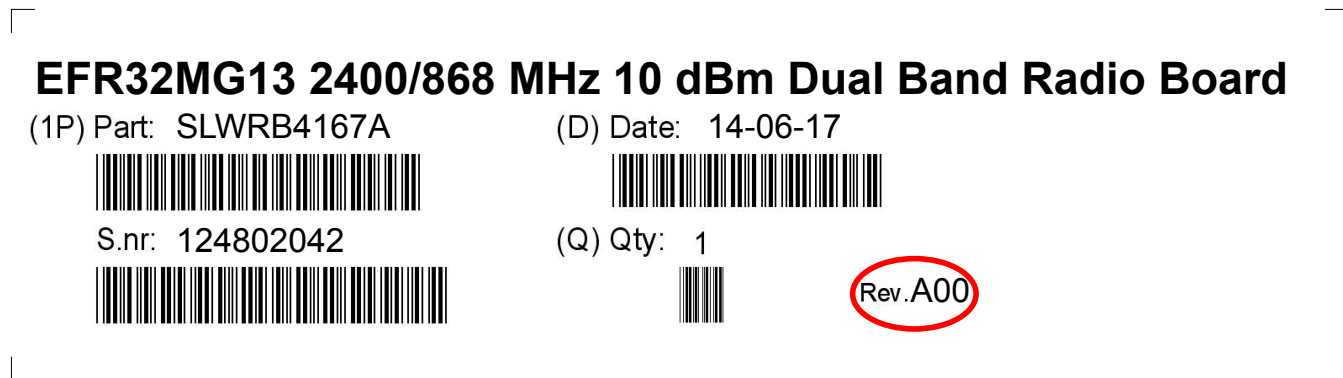 EFR32MG13 2400/868 MHz 10 dBm Dual Band Radio Board
(1P) Part: SLWRB4167A (D) Date: 14-06-17
S.nr: 124802042 (Q) Qty: 1
Rev.A00